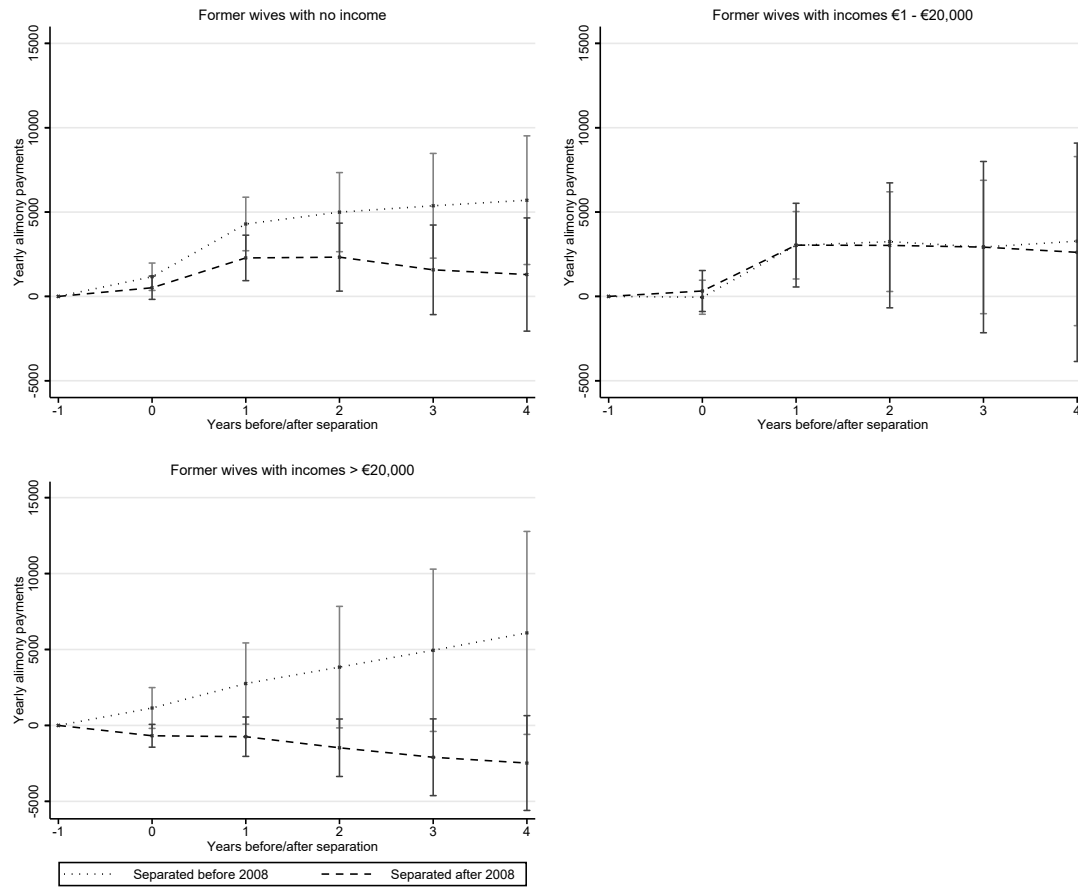 Former wives with no income
Yearly alimony payments
15000
10000
5000
0
-5000
-1 0 1 2 3 4
Years before/after separation
Former wives with incomes €1 - €20,000
Yearly alimony payments
15000
10000
5000
0
-5000
-1 0 1 2 3 4
Years before/after separation
Former wives with incomes > €20,000
Yearly alimony payments
15000
10000
5000
0
-5000
-1 0 1 2 3 4
Years before/after separation
Separated before 2008 Separated after 2008